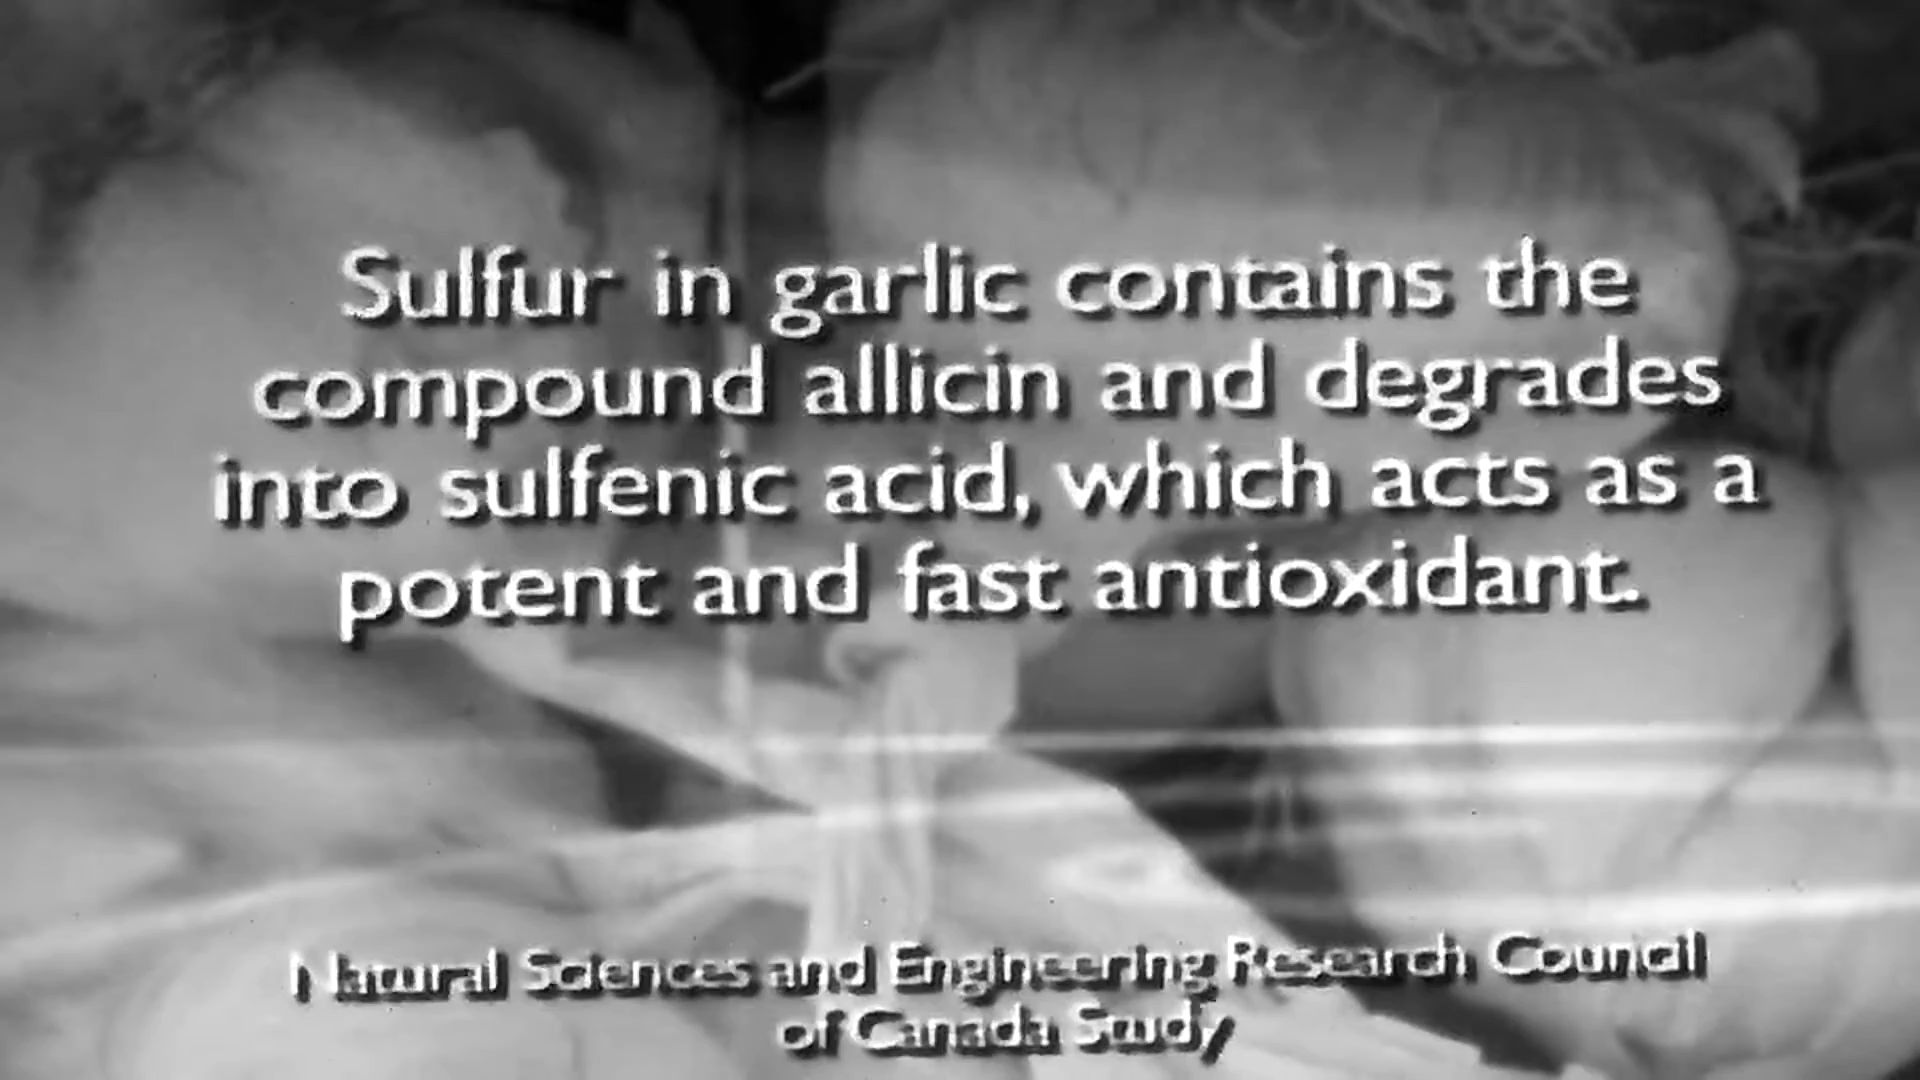 Sulfur in garlic contains the
compound allicin and degrades
into sulfenic acid, which acts as a
potent and fast antioxidant.
Natural Sciences and Engineering Research Council
of Canada Study